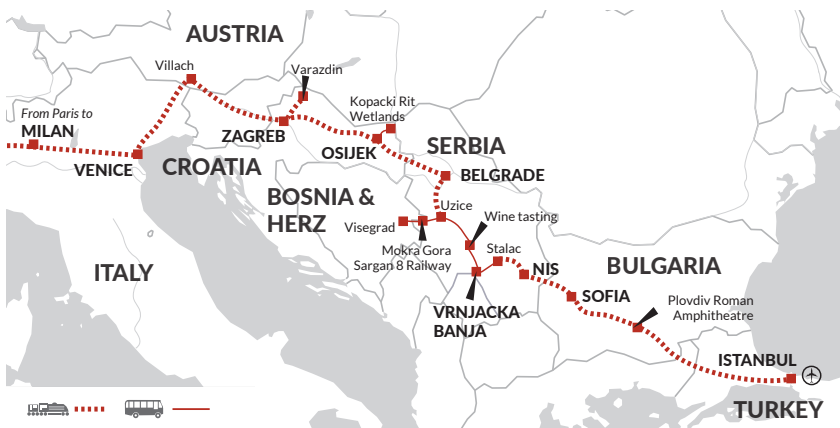 AUSTRIA
Villach
Varazdin
From Paris to
MILAN
Kopacki Rit
Wetlands
ZAGREB
OSIJEK
SERBIA
VENICE
CROATIA
BELGRADE
BOSNIA &
HERZ
Uzice
Visegrad
Wine tasting
Mokra Gora
Sargan 8 Railway
Stalac
ITALY
NIS
BULGARIA
SOFIA
Plovdiv Roman
Amphitheatre
VRNJACKA
BANJA
ISTANBUL
TURKEY